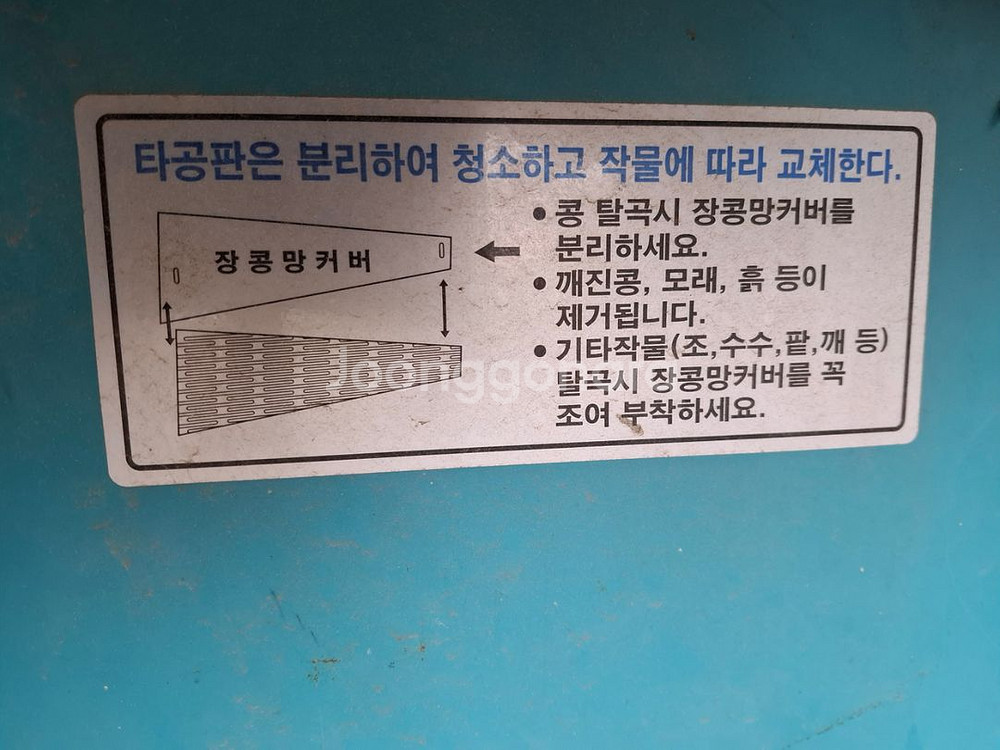 타공판은 분리하여 청소하고 작물에 따라 교체한다.
장콩망커버
● 콩 탈곡시 장콩망커버를
분리하세요.
● 깨진콩, 모래, 흙 등이
제거됩니다.
● 기타작물(조,수수,팥,깨 등)
탈곡시 장콩망커버를 꼭
조여 부착하세요.